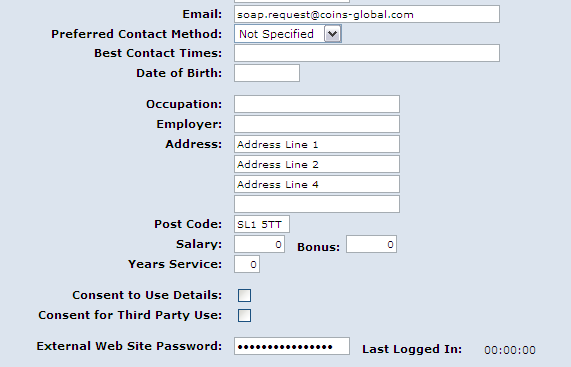 Email: soap.request@coins-global.com
Preferred Contact Method: Not Specified
Best Contact Times:
Date of Birth:
Occupation:
Employer:
Address: Address Line 1
Address Line 2
Address Line 4
Post Code: SL1 5TT
Salary: 0 Bonus: 0
Years Service: 0
Consent to Use Details:
Consent for Third Party Use:
External Web Site Password: •••••••••••••••• Last Logged In: 00:00:00